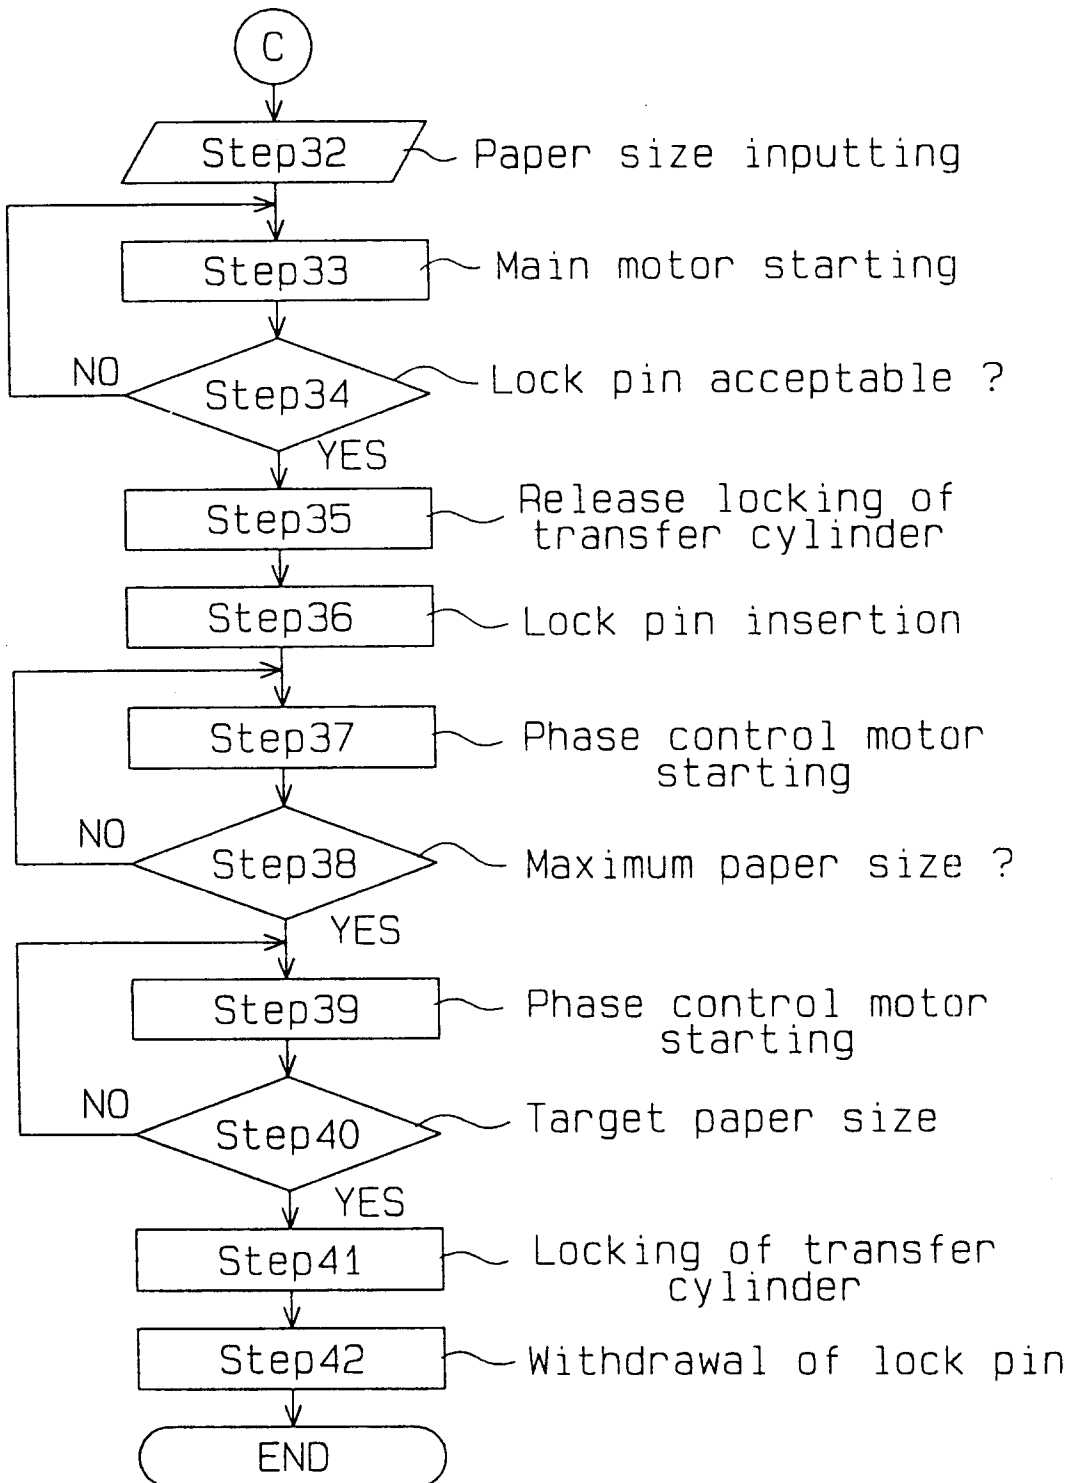 C
Step32
Paper size inputting
Step33
Main motor starting
NO
Step34
Lock pin acceptable ?
YES
Step35
Release locking of
transfer cylinder
Step36
Lock pin insertion
Step37
Phase control motor
starting
NO
Step38
Maximum paper size ?
YES
Step39
Phase control motor
starting
NO
Step40
Target paper size
YES
Step41
Locking of transfer
cylinder
Step42
Withdrawal of lock pin
END